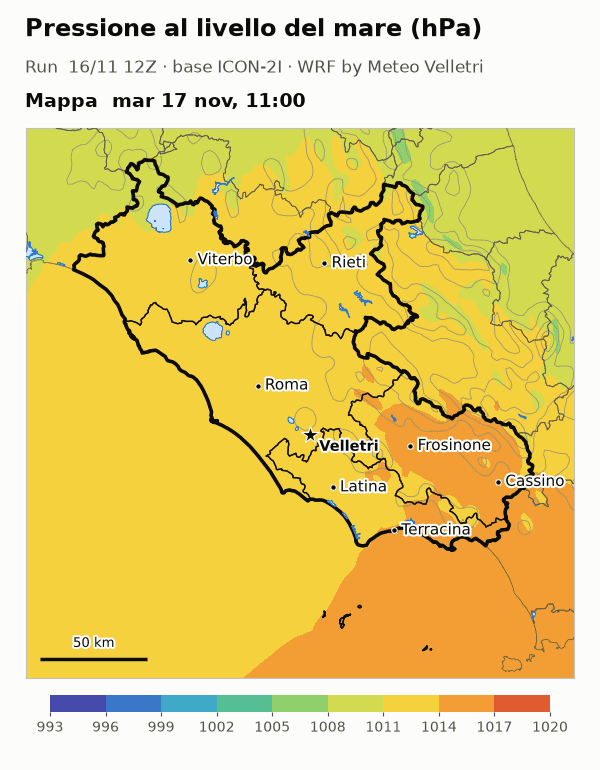 Pressione al livello del mare (hPa)
Run  16/11 12Z · base ICON-2I · WRF by Meteo Velletri
Mappa  mar 17 nov, 11:00
Viterbo
Rieti
Roma
Velletri
Frosinone
Cassino
Latina
Terracina
50 km
993 996 999 1002 1005 1008 1011 1014 1017 1020